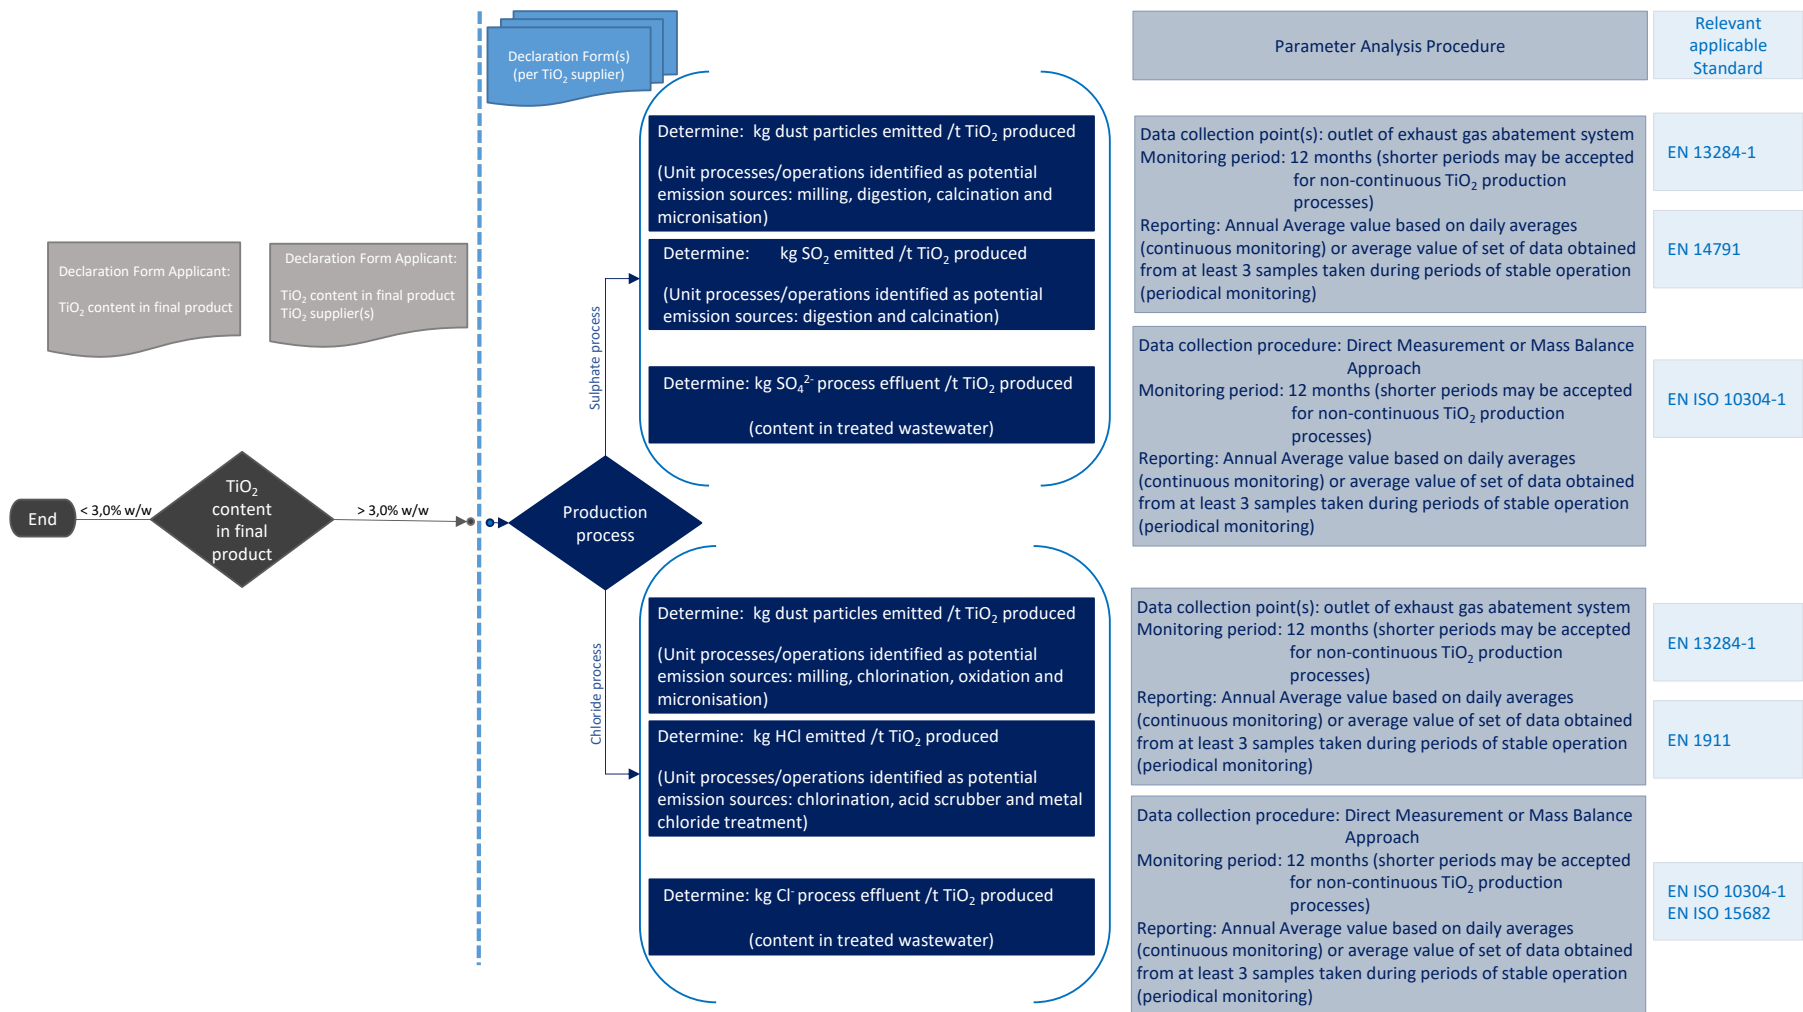 Declaration Form(s)
(per TiO₂ supplier)
Parameter Analysis Procedure
Relevant
applicable
Standard
Declaration Form Applicant:
TiO₂ content in final product
Declaration Form Applicant:
TiO₂ content in final product
TiO₂ supplier(s)
End
< 3,0% w/w
TiO₂
content
in final
product
> 3,0% w/w
Production
process
Sulphate process
Determine: kg dust particles emitted /t TiO₂ produced
(Unit processes/operations identified as potential
emission sources: milling, digestion, calcination and
micronisation)
Determine: kg SO₂ emitted /t TiO₂ produced
(Unit processes/operations identified as potential
emission sources: digestion and calcination)
Determine: kg SO₄²⁻ process effluent /t TiO₂ produced
(content in treated wastewater)
Data collection point(s): outlet of exhaust gas abatement system
Monitoring period: 12 months (shorter periods may be accepted
for non-continuous TiO₂ production
processes)
Reporting: Annual Average value based on daily averages
(continuous monitoring) or average value of set of data obtained
from at least 3 samples taken during periods of stable operation
(periodical monitoring)
EN 13284-1
EN 14791
Data collection procedure: Direct Measurement or Mass Balance
Approach
Monitoring period: 12 months (shorter periods may be accepted
for non-continuous TiO₂ production
processes)
Reporting: Annual Average value based on daily averages
(continuous monitoring) or average value of set of data obtained
from at least 3 samples taken during periods of stable operation
(periodical monitoring)
EN ISO 10304-1
Chloride process
Determine: kg dust particles emitted /t TiO₂ produced
(Unit processes/operations identified as potential
emission sources: milling, chlorination, oxidation and
micronisation)
Determine: kg HCl emitted /t TiO₂ produced
(Unit processes/operations identified as potential
emission sources: chlorination, acid scrubber and metal
chloride treatment)
Determine: kg Cl⁻ process effluent /t TiO₂ produced
(content in treated wastewater)
Data collection point(s): outlet of exhaust gas abatement system
Monitoring period: 12 months (shorter periods may be accepted
for non-continuous TiO₂ production
processes)
Reporting: Annual Average value based on daily averages
(continuous monitoring) or average value of set of data obtained
from at least 3 samples taken during periods of stable operation
(periodical monitoring)
EN 13284-1
EN 1911
Data collection procedure: Direct Measurement or Mass Balance
Approach
Monitoring period: 12 months (shorter periods may be accepted
for non-continuous TiO₂ production
processes)
Reporting: Annual Average value based on daily averages
(continuous monitoring) or average value of set of data obtained
from at least 3 samples taken during periods of stable operation
(periodical monitoring)
EN ISO 10304-1
EN ISO 15682